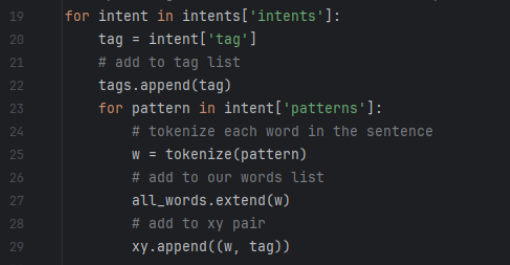 19 for intent in intents['intents']:
20     tag = intent['tag']
21     # add to tag list
22     tags.append(tag)
23     for pattern in intent['patterns']:
24         # tokenize each word in the sentence
25         w = tokenize(pattern)
26         # add to our words list
27         all_words.extend(w)
28         # add to xy pair
29         xy.append((w, tag))